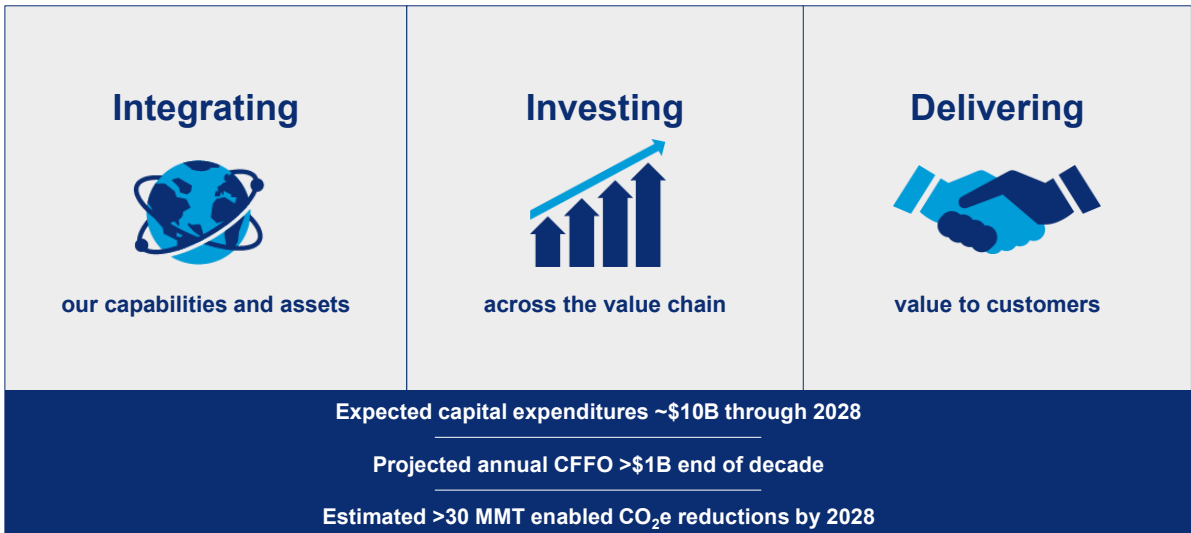 Integrating
our capabilities and assets
Investing
across the value chain
Delivering
value to customers
Expected capital expenditures ~$10B through 2028
Projected annual CFFO >$1B end of decade
Estimated >30 MMT enabled CO₂e reductions by 2028